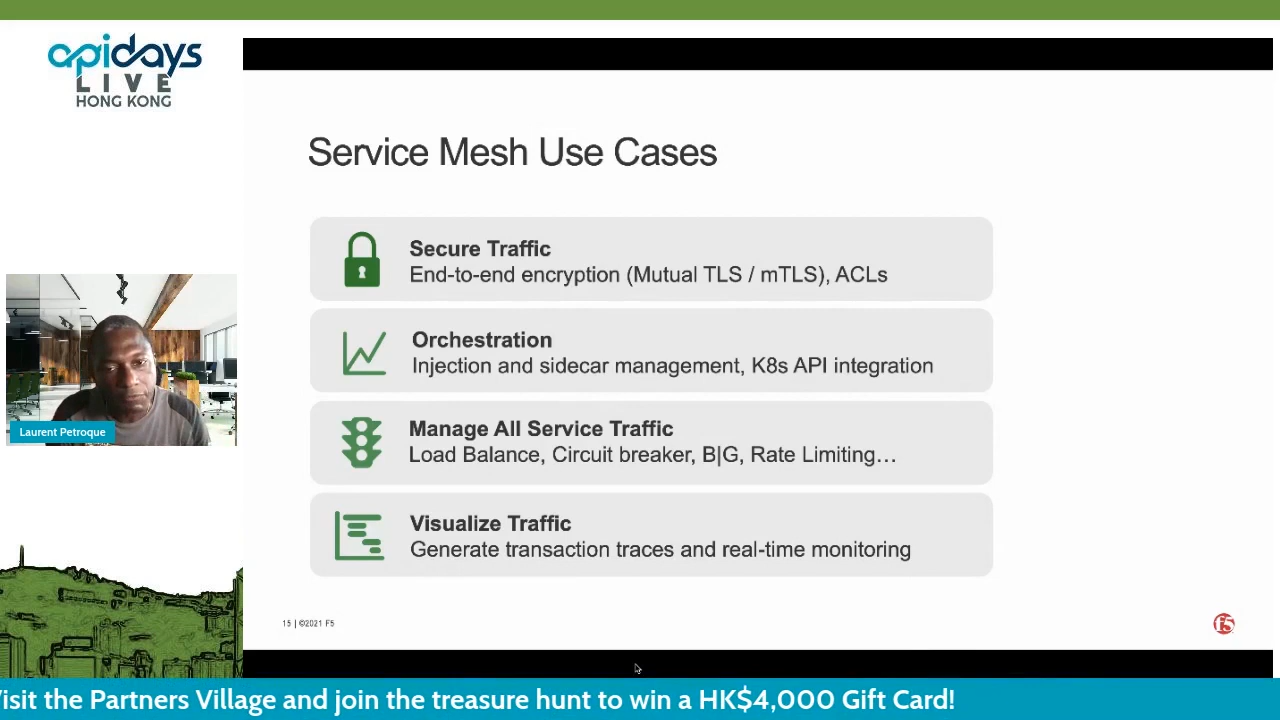 apidays
LIVE
HONG KONG
Service Mesh Use Cases
Secure Traffic
End-to-end encryption (Mutual TLS / mTLS), ACLs
Orchestration
Injection and sidecar management, K8s API integration
Manage All Service Traffic
Load Balance, Circuit breaker, B|G, Rate Limiting…
Visualize Traffic
Generate transaction traces and real-time monitoring
Laurent Petroque
15 | ©2021 F5
f5
Visit the Partners Village and join the treasure hunt to win a HK$4,000 Gift Card!